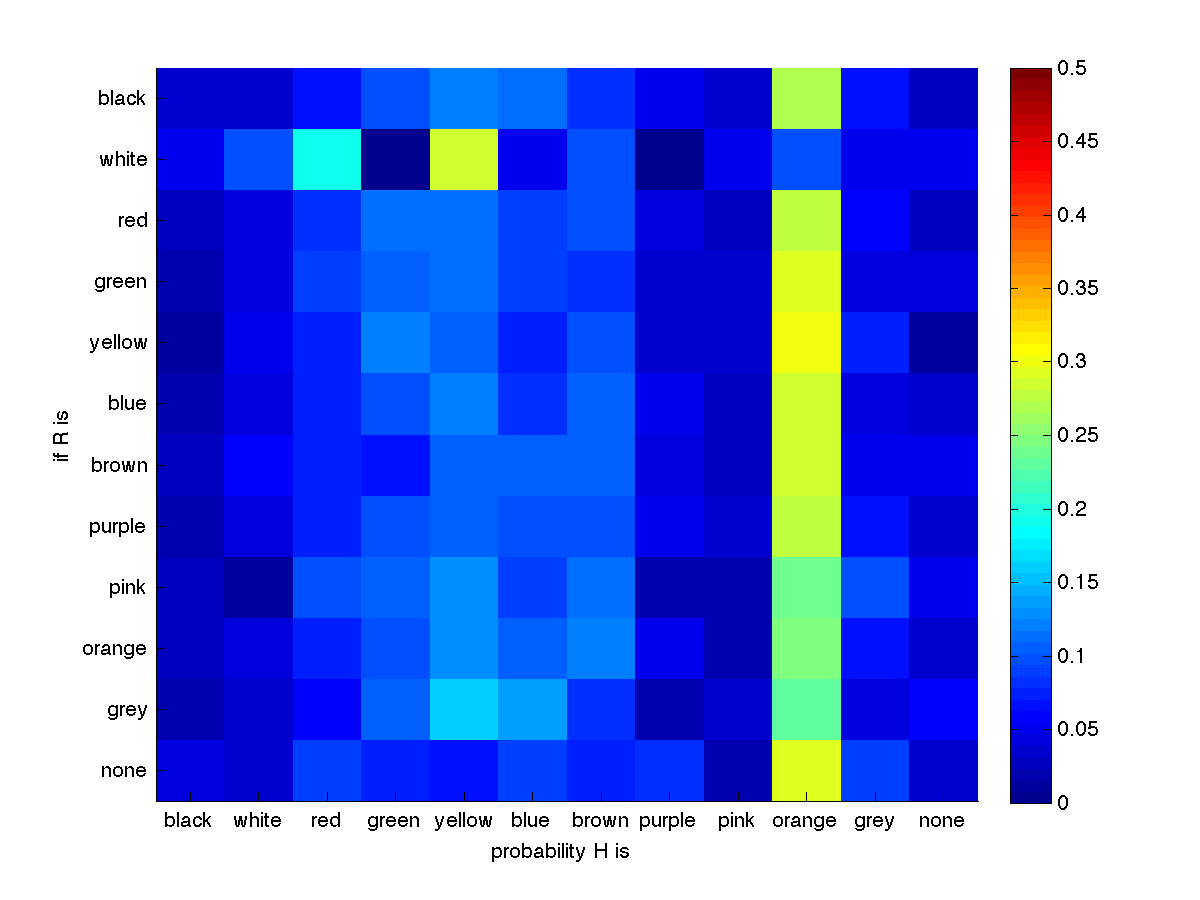 black
white
red
green
yellow
blue
brown
purple
pink
orange
grey
none
if R is
black white red green yellow blue brown purple pink orange grey none
probability H is
0.5
0.45
0.4
0.35
0.3
0.25
0.2
0.15
0.1
0.05
0